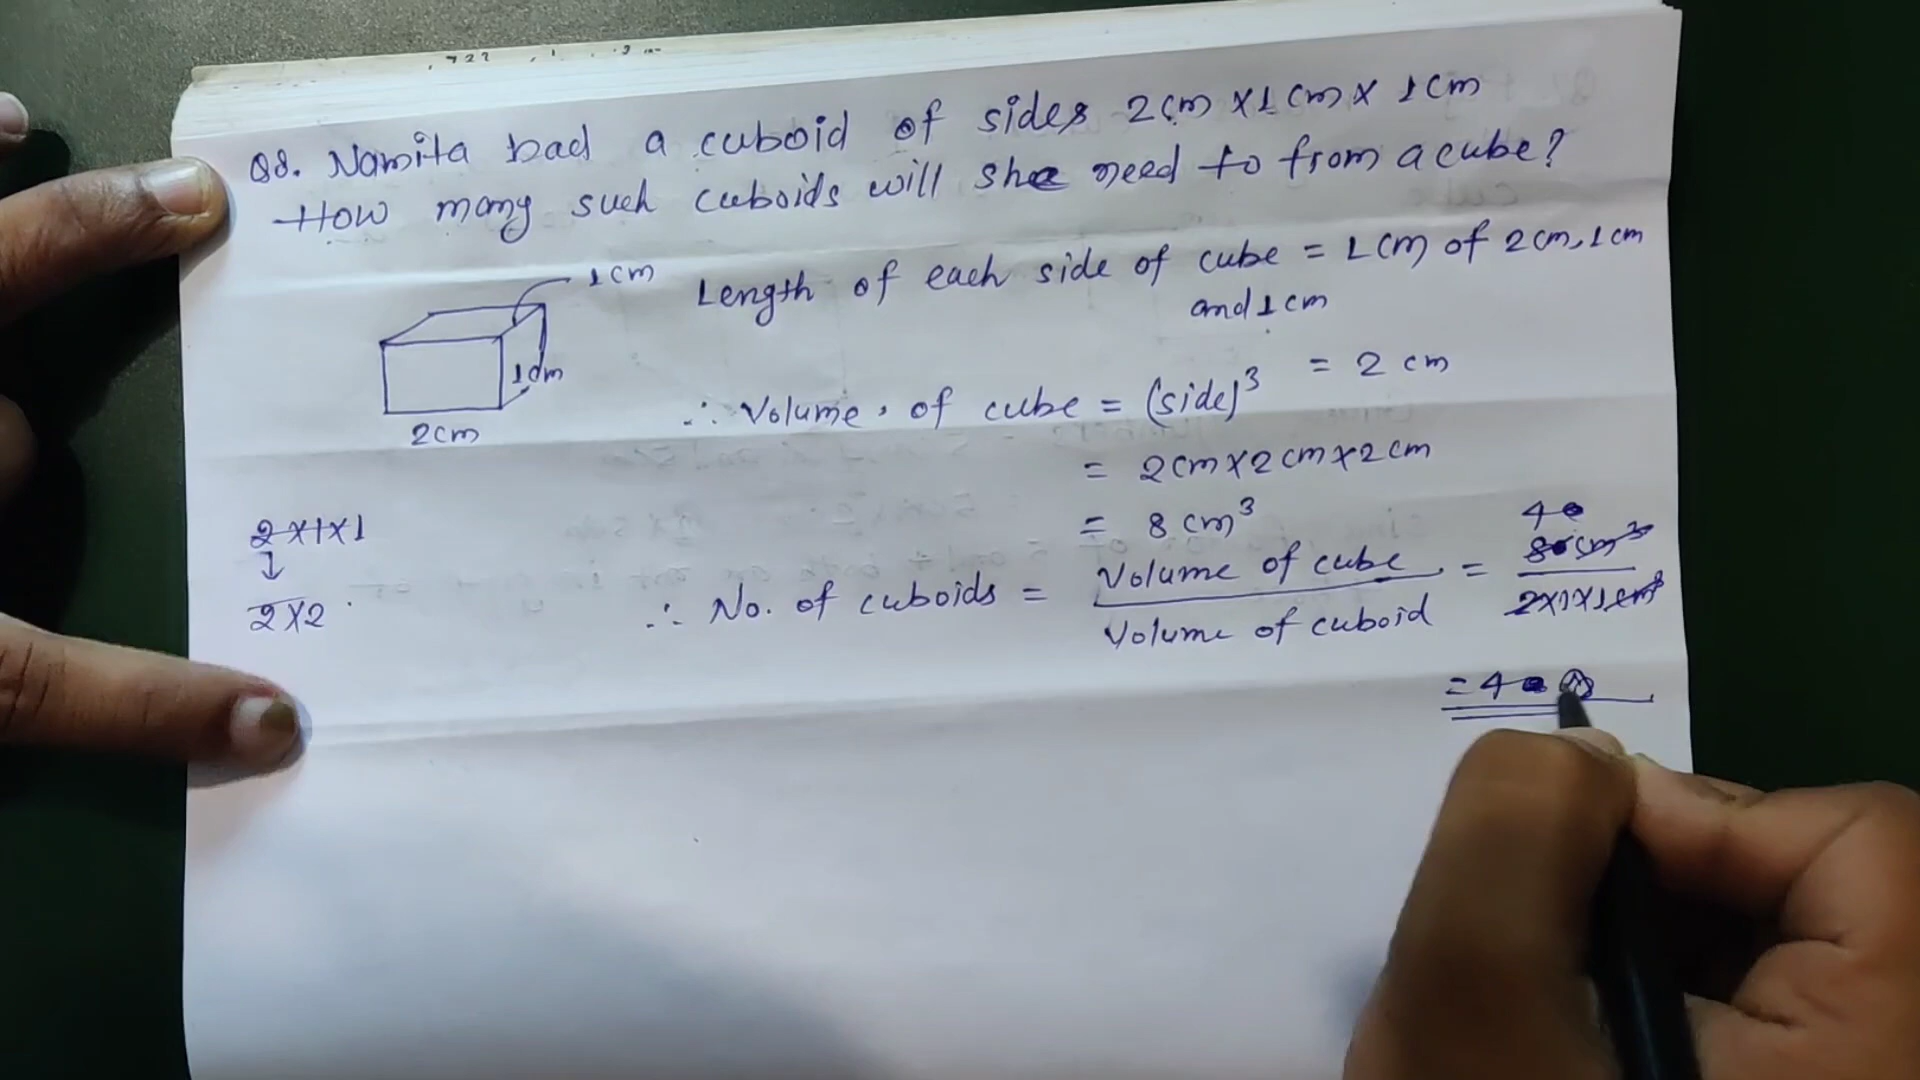 Q8. Namita had a cuboid of sides 2cm x 1cm x 1cm
How many such cuboids will she need to from a cube?
1cm
1cm
2cm
Length of each side of cube = LCM of 2cm, 1cm
and 1cm
= 2 cm
∴ Volume, of cube = (side)³
= 2cm x 2cm x 2cm
= 8 cm³
2x1x1
↓
2x2
∴ No. of cuboids = Volume of cube / Volume of cuboid = 8 cm³ / 2x1x1cm³
4
= 4